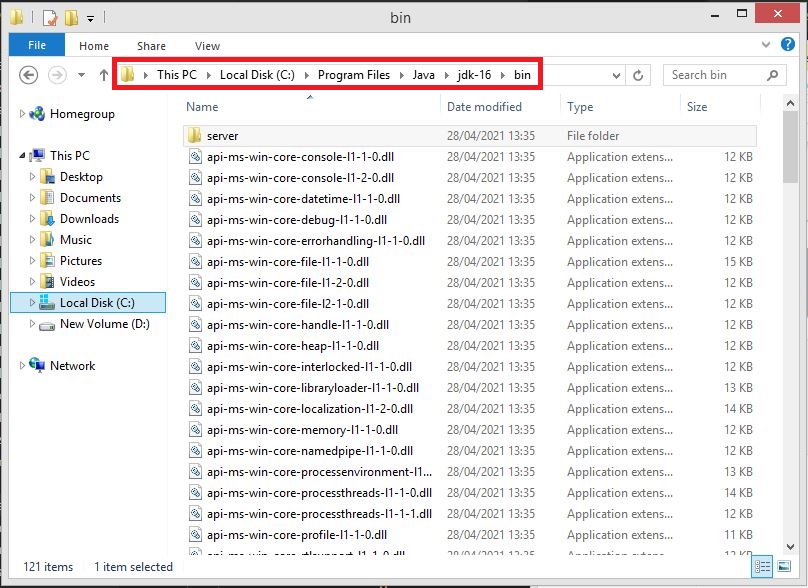 bin
File Home Share View
This PC Local Disk (C:) Program Files Java jdk-16 bin Search bin
Name Date modified Type Size
Homegroup
This PC
Desktop
Documents
Downloads
Music
Pictures
Videos
Local Disk (C:)
New Volume (D:)
Network
server 28/04/2021 13:35 File folder
api-ms-win-core-console-l1-1-0.dll 28/04/2021 13:35 Application extens... 12 KB
api-ms-win-core-console-l1-2-0.dll 28/04/2021 13:35 Application extens... 12 KB
api-ms-win-core-datetime-l1-1-0.dll 28/04/2021 13:35 Application extens... 12 KB
api-ms-win-core-debug-l1-1-0.dll 28/04/2021 13:35 Application extens... 12 KB
api-ms-win-core-errorhandling-l1-1-0.dll 28/04/2021 13:35 Application extens... 12 KB
api-ms-win-core-file-l1-1-0.dll 28/04/2021 13:35 Application extens... 15 KB
api-ms-win-core-file-l1-2-0.dll 28/04/2021 13:35 Application extens... 12 KB
api-ms-win-core-file-l2-1-0.dll 28/04/2021 13:35 Application extens... 12 KB
api-ms-win-core-handle-l1-1-0.dll 28/04/2021 13:35 Application extens... 12 KB
api-ms-win-core-heap-l1-1-0.dll 28/04/2021 13:35 Application extens... 12 KB
api-ms-win-core-interlocked-l1-1-0.dll 28/04/2021 13:35 Application extens... 12 KB
api-ms-win-core-libraryloader-l1-1-0.dll 28/04/2021 13:35 Application extens... 13 KB
api-ms-win-core-localization-l1-2-0.dll 28/04/2021 13:35 Application extens... 14 KB
api-ms-win-core-memory-l1-1-0.dll 28/04/2021 13:35 Application extens... 12 KB
api-ms-win-core-namedpipe-l1-1-0.dll 28/04/2021 13:35 Application extens... 12 KB
api-ms-win-core-processenvironment-l1... 28/04/2021 13:35 Application extens... 13 KB
api-ms-win-core-processthreads-l1-1-0.dll 28/04/2021 13:35 Application extens... 14 KB
api-ms-win-core-processthreads-l1-1-1.dll 28/04/2021 13:35 Application extens... 12 KB
api-ms-win-core-profile-l1-1-0.dll 28/04/2021 13:35 Application extens... 11 KB
121 items 1 item selected